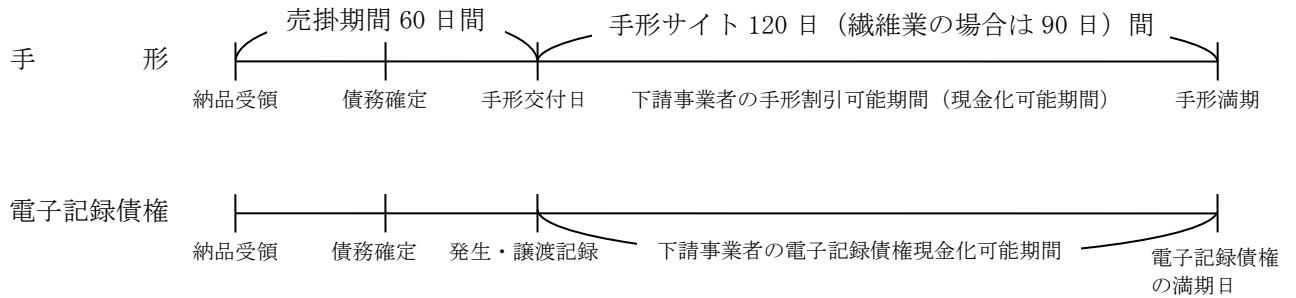 売掛期間 60 日間
手形サイト 120 日（繊維業の場合は 90 日）間
手 形
納品受領 債務確定 手形交付日 下請事業者の手形割引可能期間（現金化可能期間） 手形満期
電子記録債権
納品受領 債務確定 発生・譲渡記録 下請事業者の電子記録債権現金化可能期間 電子記録債権
の満期日